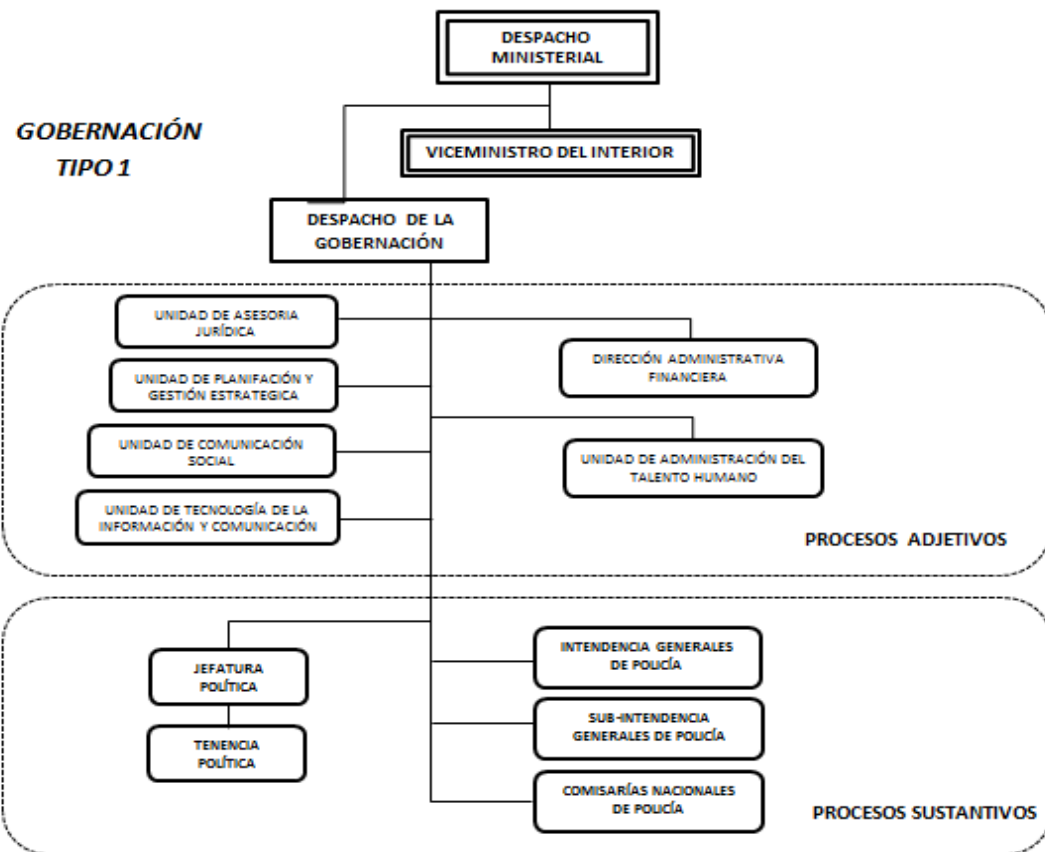 DESPACHO
MINISTERIAL
GOBERNACIÓN
TIPO 1
VICEMINISTRO DEL INTERIOR
DESPACHO DE LA
GOBERNACIÓN
UNIDAD DE ASESORIA
JURÍDICA
DIRECCIÓN ADMINISTRATIVA
FINANCIERA
UNIDAD DE PLANIFACIÓN Y
GESTIÓN ESTRATEGICA
UNIDAD DE COMUNICACIÓN
SOCIAL
UNIDAD DE ADMINISTRACIÓN DEL
TALENTO HUMANO
UNIDAD DE TECNOLOGÍA DE LA
INFORMACIÓN Y COMUNICACIÓN
PROCESOS ADJETIVOS
JEFATURA
POLÍTICA
INTENDENCIA GENERALES
DE POLICÍA
TENENCIA
POLÍTICA
SUB-INTENDENCIA
GENERALES DE POLICÍA
COMISARÍAS NACIONALES
DE POLICÍA
PROCESOS SUSTANTIVOS